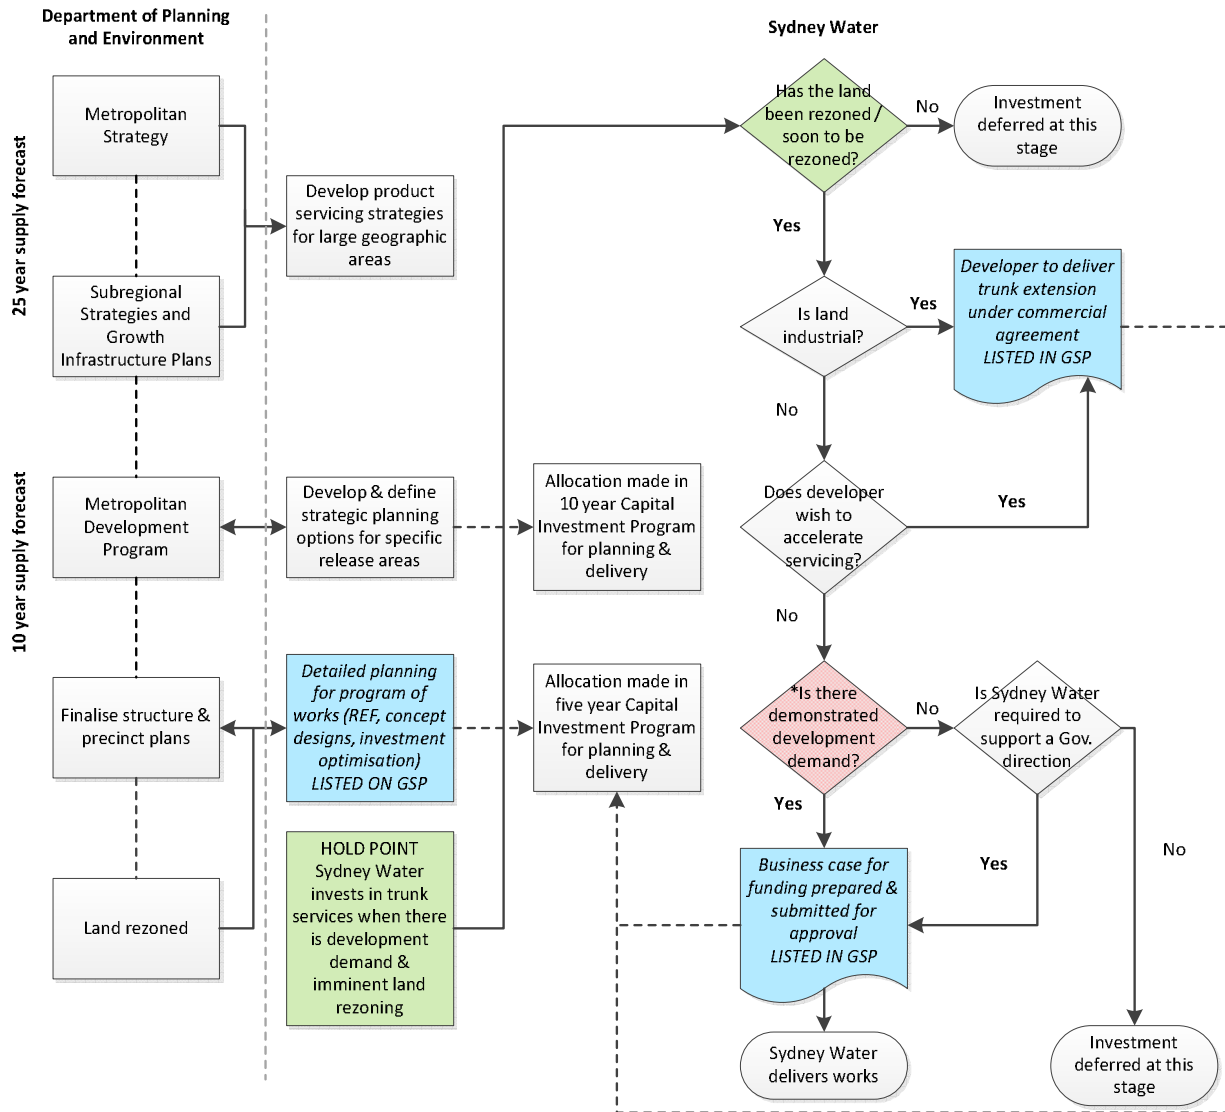 Department of Planning
and Environment
Sydney Water
25 year supply forecast
10 year supply forecast
Metropolitan
Strategy
Subregional
Strategies and
Growth
Infrastructure Plans
Metropolitan
Development
Program
Finalise structure &
precinct plans
Land rezoned
Develop product
servicing strategies
for large geographic
areas
Develop & define
strategic planning
options for specific
release areas
Detailed planning
for program of
works (REF, concept
designs, investment
optimisation)
LISTED ON GSP
HOLD POINT
Sydney Water
invests in trunk
services when there
is development
demand &
imminent land
rezoning
Allocation made in
10 year Capital
Investment Program
for planning &
delivery
Allocation made in
five year Capital
Investment Program
for planning &
delivery
Has the land
been rezoned /
soon to be
rezoned?
No
Investment
deferred at this
stage
Yes
Is land
industrial?
Yes
Developer to deliver
trunk extension
under commercial
agreement
LISTED IN GSP
No
Does developer
wish to
accelerate
servicing?
Yes
No
*Is there
demonstrated
development
demand?
No
Is Sydney Water
required to
support a Gov.
direction
Yes
Yes
No
Business case for
funding prepared &
submitted for
approval
LISTED IN GSP
Sydney Water
delivers works
Investment
deferred at this
stage